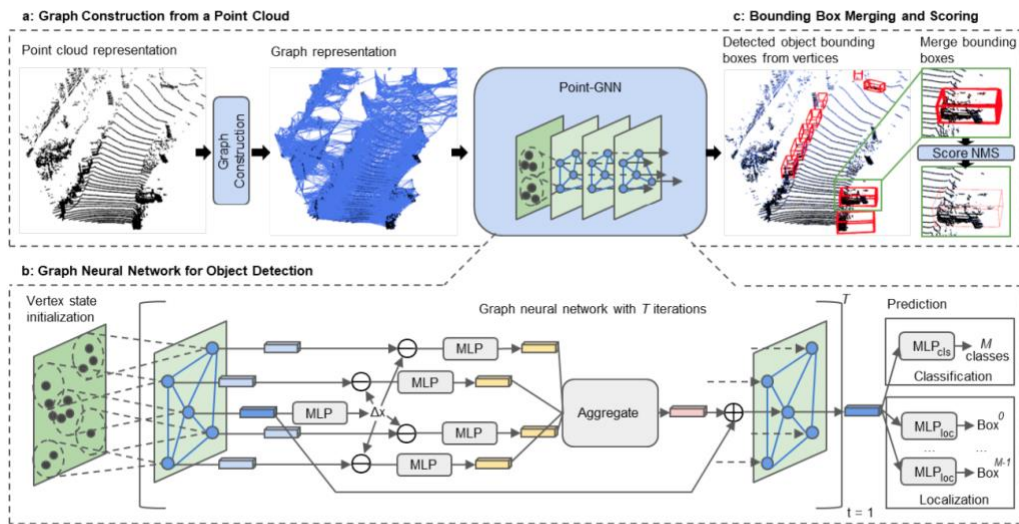 a: Graph Construction from a Point Cloud
c: Bounding Box Merging and Scoring
Point cloud representation
Graph representation
Detected object bounding
boxes from vertices
Merge bounding
boxes
Graph
Construction
Point-GNN
Score NMS
b: Graph Neural Network for Object Detection
Vertex state
initialization
Graph neural network with T iterations
T
Prediction
MLP
MLP
MLP
Δx
MLP
MLP
Aggregate
MLPcls
M
classes
Classification
MLPloc
Box0
... ...
MLPloc
BoxM-1
Localization
t = 1